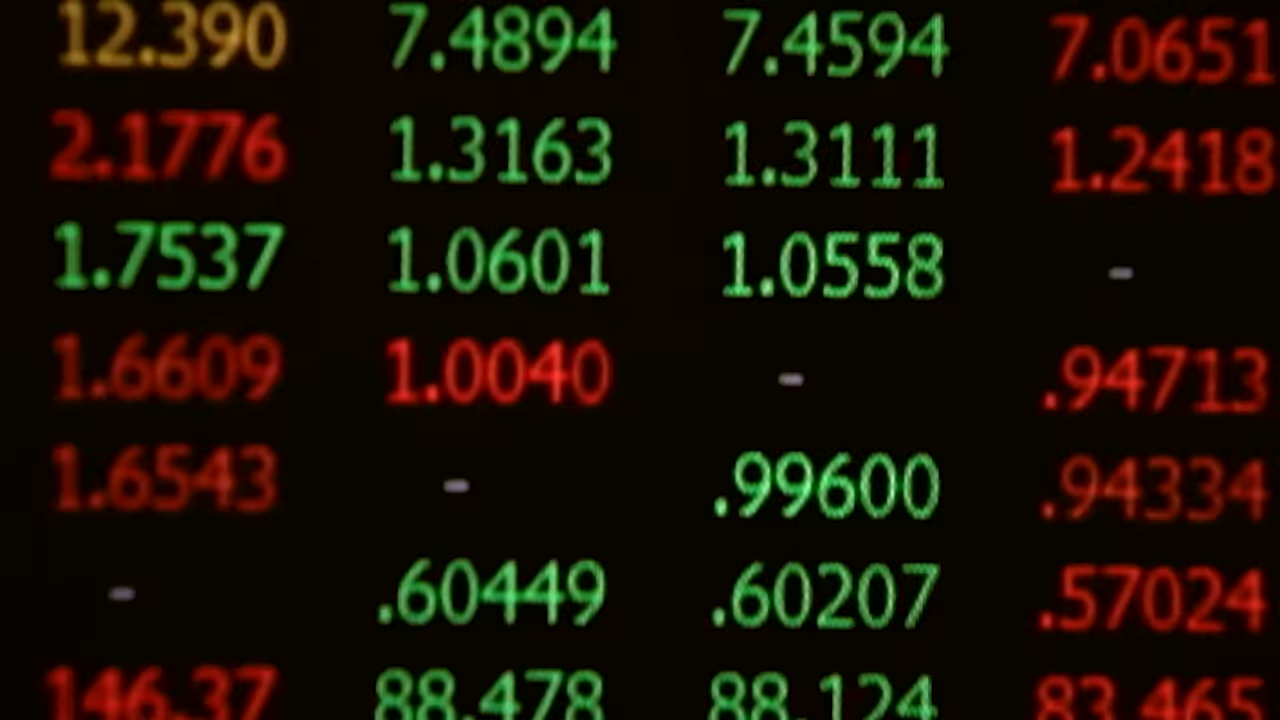 12.390 7.4894 7.4594 7.0651
2.1776 1.3163 1.3111 1.2418
1.7537 1.0601 1.0558 -
1.6609 1.0040 - .94713
1.6543 - .99600 .94334
- .60449 .60207 .57024
146.37 88.478 88.124 83.465